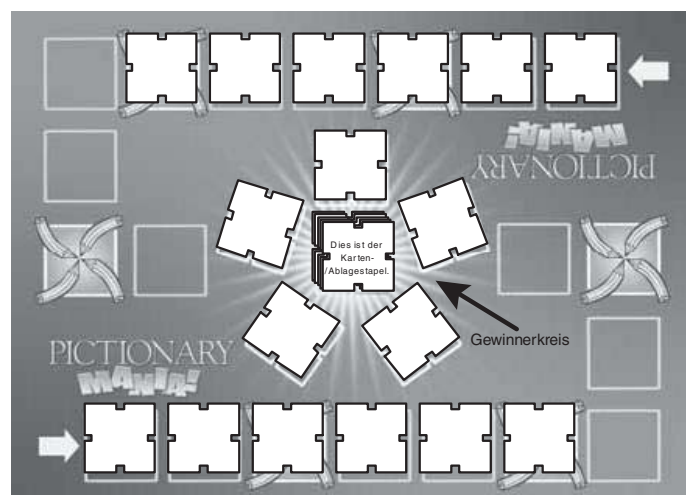 PICTIONARY
MANIA!
Dies ist der
Karten-
/Ablagestapel.
Gewinnerkreis
PICTIONARY
MANIA!